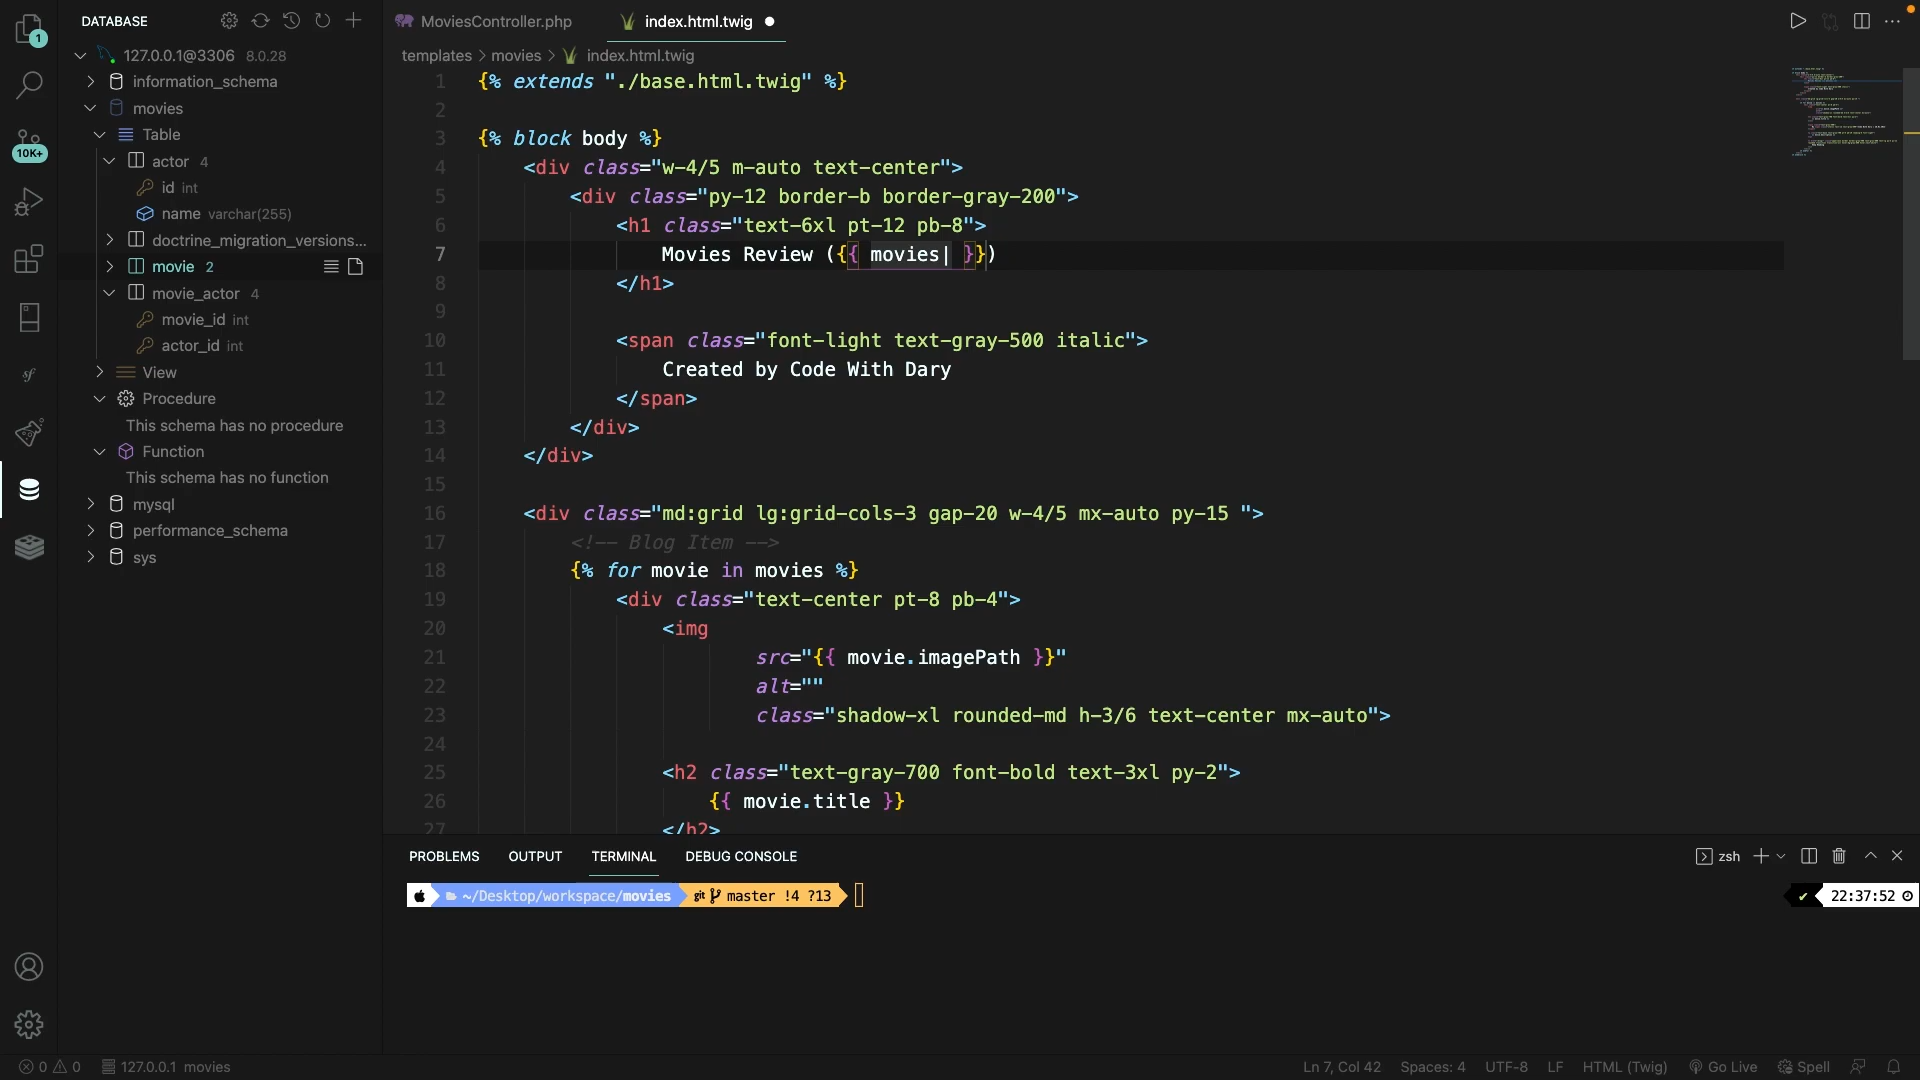 1
10K+
DATABASE
127.0.0.1@3306 8.0.28
information_schema
movies
Table
actor 4
id int
name varchar(255)
doctrine_migration_versions...
movie 2
movie_actor 4
movie_id int
actor_id int
View
Procedure
This schema has no procedure
Function
This schema has no function
mysql
performance_schema
sys
MoviesController.php
index.html.twig
templates > movies > index.html.twig
1 {% extends "./base.html.twig" %}
2
3 {% block body %}
4 <div class="w-4/5 m-auto text-center">
5 <div class="py-12 border-b border-gray-200">
6 <h1 class="text-6xl pt-12 pb-8">
7 Movies Review ({{ movies| }})
8 </h1>
9
10 <span class="font-light text-gray-500 italic">
11 Created by Code With Dary
12 </span>
13 </div>
14 </div>
15
16 <div class="md:grid lg:grid-cols-3 gap-20 w-4/5 mx-auto py-15 ">
17 <!-- Blog Item -->
18 {% for movie in movies %}
19 <div class="text-center pt-8 pb-4">
20 <img
21 src="{{ movie.imagePath }}"
22 alt=""
23 class="shadow-xl rounded-md h-3/6 text-center mx-auto">
24
25 <h2 class="text-gray-700 font-bold text-3xl py-2">
26 {{ movie.title }}
27 </h2>
PROBLEMS OUTPUT TERMINAL DEBUG CONSOLE
zsh
~/Desktop/workspace/movies git master !4 ?13
22:37:52
0 0 127.0.0.1 movies
Ln 7, Col 42 Spaces: 4 UTF-8 LF HTML (Twig) Go Live Spell